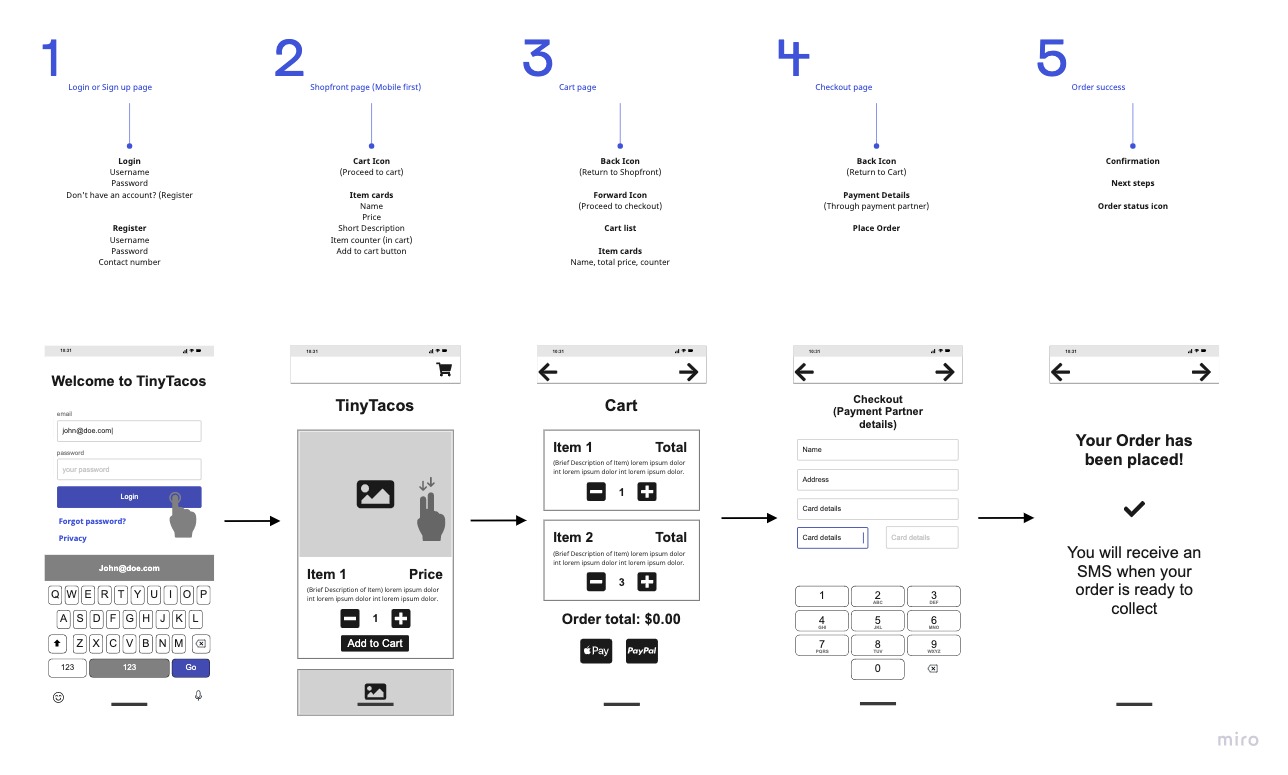 1
Login or Sign up page
Login
Username
Password
Don't have an account? (Register
Register
Username
Password
Contact number
2
Shopfront page (Mobile first)
Cart Icon
(Proceed to cart)
Item cards
Name
Price
Short Description
Item counter (in cart)
Add to cart button
3
Cart page
Back Icon
(Return to Shopfront)
Forward Icon
(Proceed to checkout)
Cart list
Item cards
Name, total price, counter
4
Checkout page
Back Icon
(Return to Cart)
Payment Details
(Through payment partner)
Place Order
5
Order success
Confirmation
Next steps
Order status icon
10:31
Welcome to TinyTacos
email
john@doe.com
password
your password
Login
Forgot password?
Privacy
John@doe.com
Q W E R T Y U I O P
A S D F G H J K L
Z X C V B N M
123 123 Go
10:31
TinyTacos
Item 1 Price
(Brief Description of Item) lorem ipsum dolor
int lorem ipsum dolor int lorem ipsum dolor.
1
Add to Cart
10:31
Cart
Item 1 Total
(Brief Description of Item) lorem ipsum dolor
int lorem ipsum dolor int lorem ipsum dolor.
1
Item 2 Total
(Brief Description of Item) lorem ipsum dolor
int lorem ipsum dolor int lorem ipsum dolor.
3
Order total: $0.00
Pay PayPal
10:31
Checkout
(Payment Partner
details)
Name
Address
Card details
Card details Card details
1 2 ABC 3 DEF
4 GHI 5 JKL 6 MNO
7 PQRS 8 TUV 9 WXYZ
0
10:31
Your Order has
been placed!
You will receive an
SMS when your
order is ready to
collect
miro